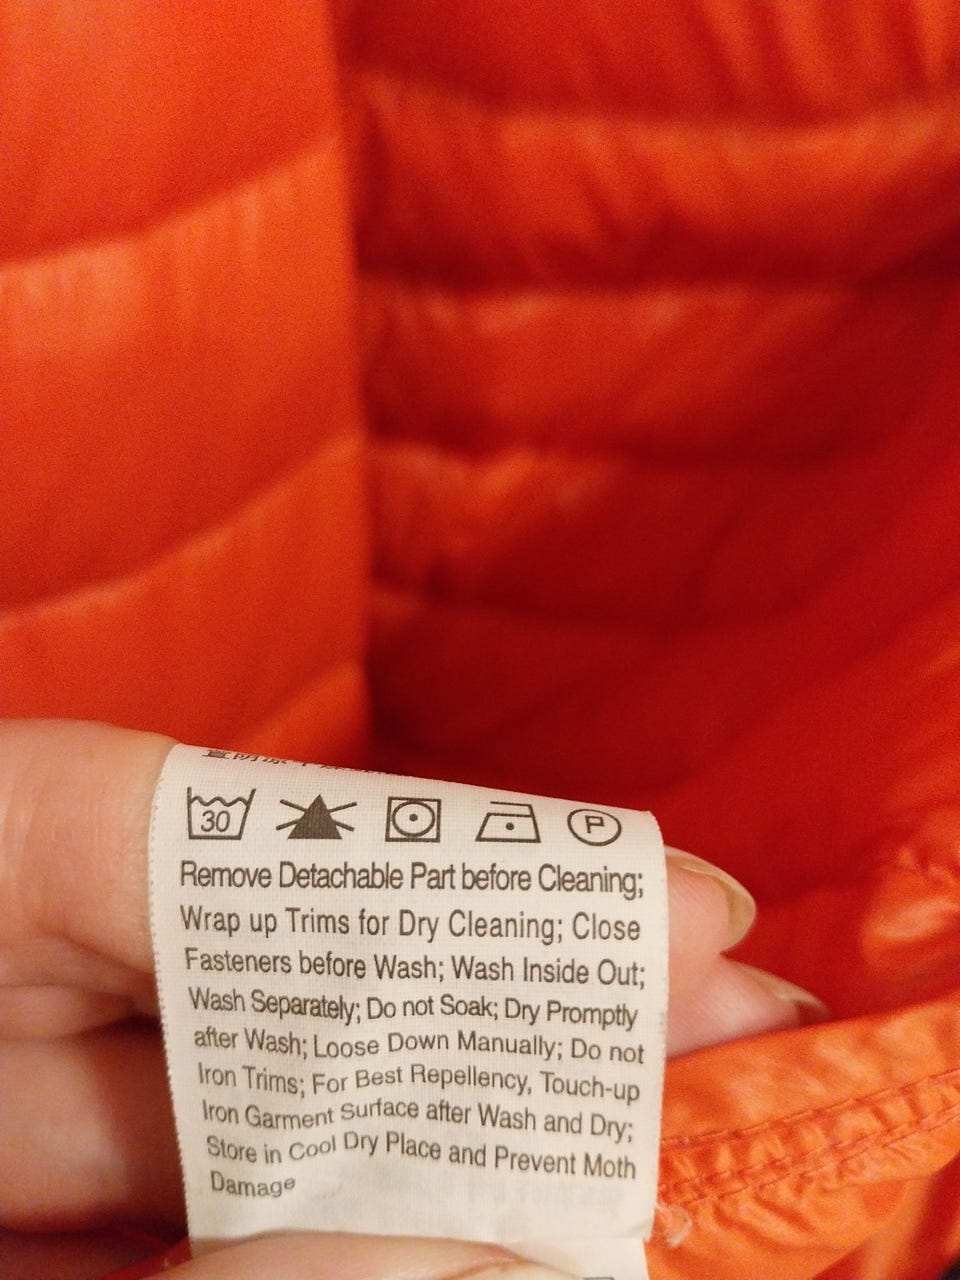 30 P
Remove Detachable Part before Cleaning;
Wrap up Trims for Dry Cleaning; Close
Fasteners before Wash; Wash Inside Out;
Wash Separately; Do not Soak; Dry Promptly
after Wash; Loose Down Manually; Do not
Iron Trims; For Best Repellency, Touch-up
Iron Garment Surface after Wash and Dry;
Store in Cool Dry Place and Prevent Moth
Damage